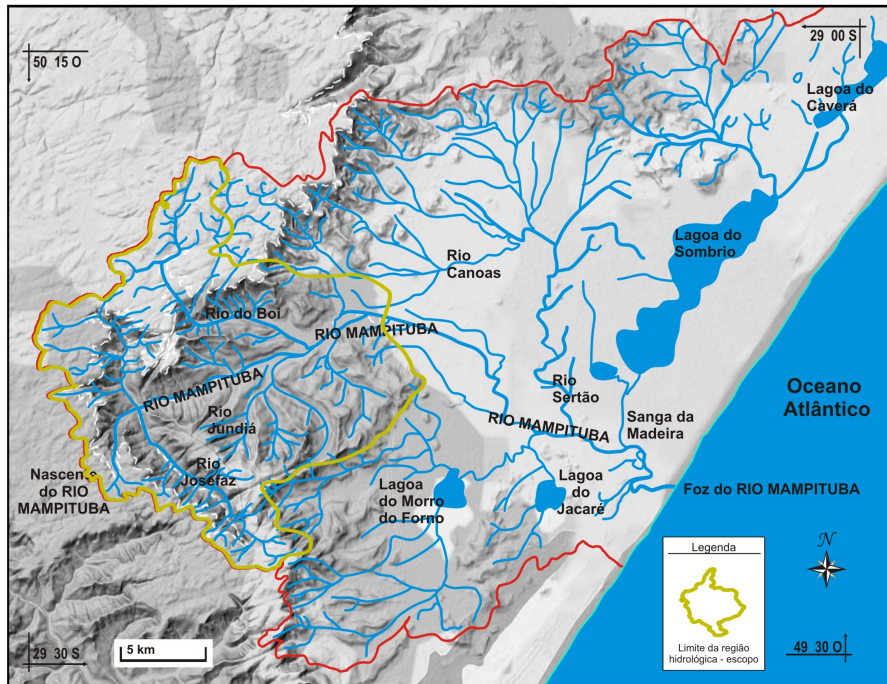 50 15 O
29 00 S
Lagoa do
Caverá
Lagoa do
Sombrio
Rio
Canoas
Rio do Boi
RIO MAMPITUBA
RIO MAMPITUBA
Rio
Jundiá
Rio
Josefaz
Nascente
do RIO
MAMPITUBA
Rio
Sertão
RIO MAMPITUBA
Sanga da
Madeira
Oceano
Atlântico
Lagoa
do Morro
do Forno
Lagoa
do
Jacaré
Foz do RIO MAMPITUBA
Legenda
Limite da região
hidrológica - escopo
N
29 30 S
5 km
49 30 O